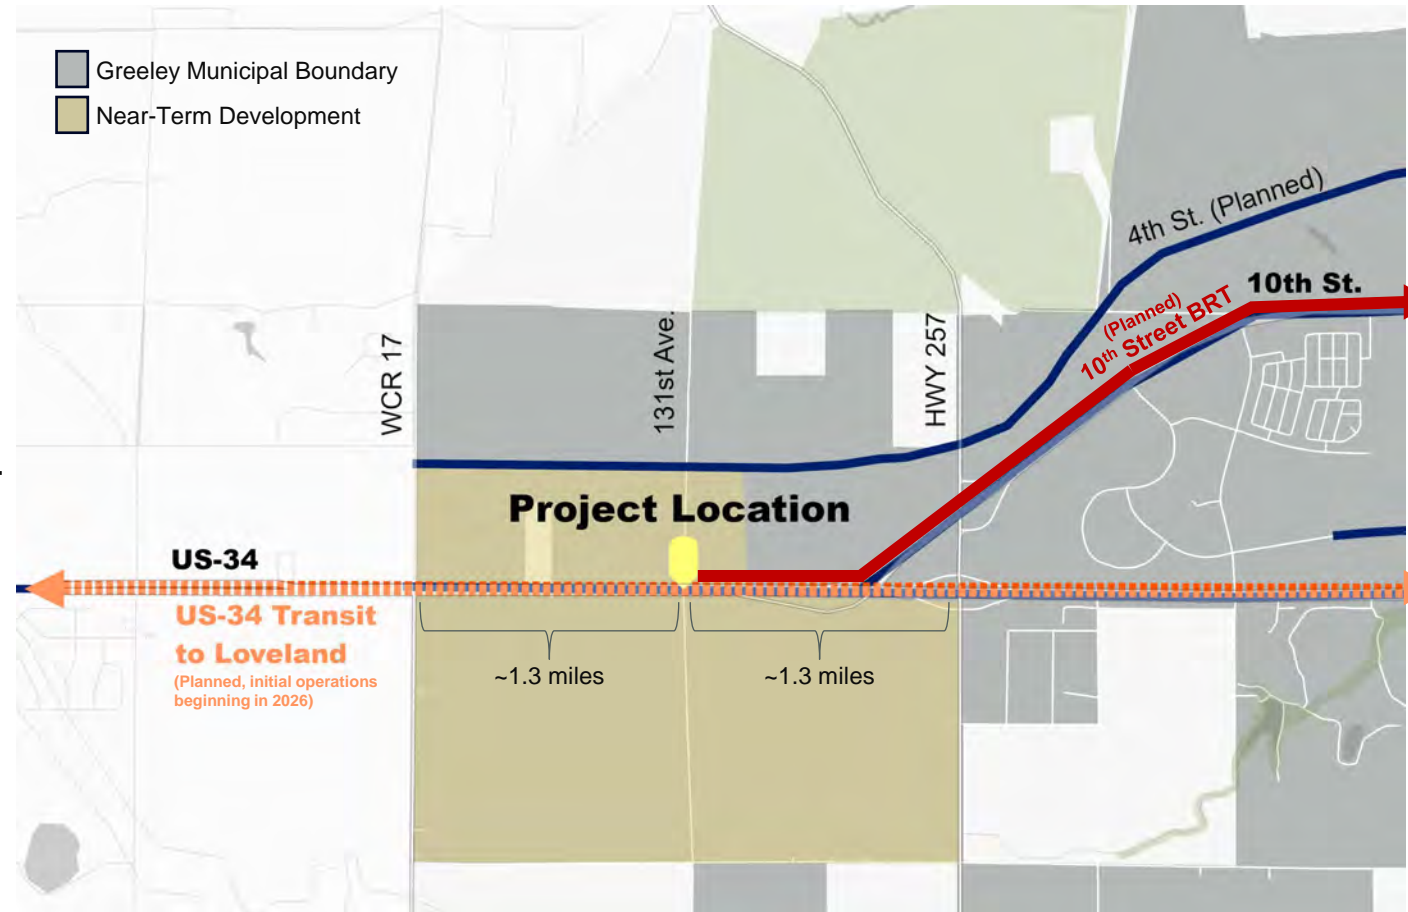 Greeley Municipal Boundary
Near-Term Development
4th St. (Planned)
10th St.
(Planned)
10th Street BRT
WCR 17
131st Ave.
HWY 257
Project Location
US-34
US-34 Transit
to Loveland
(Planned, initial operations
beginning in 2026)
~1.3 miles
~1.3 miles